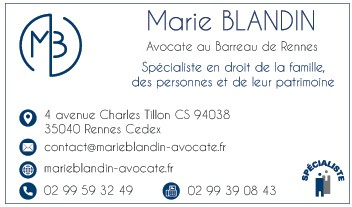 MB
Marie BLANDIN
Avocate au Barreau de Rennes
Spécialiste en droit de la famille,
des personnes et de leur patrimoine
4 avenue Charles Tillon CS 94038
35040 Rennes Cedex
contact@marieblandin-avocate.fr
marieblandin-avocate.fr
02 99 59 32 49 02 99 39 08 43
SPÉCIALISTE